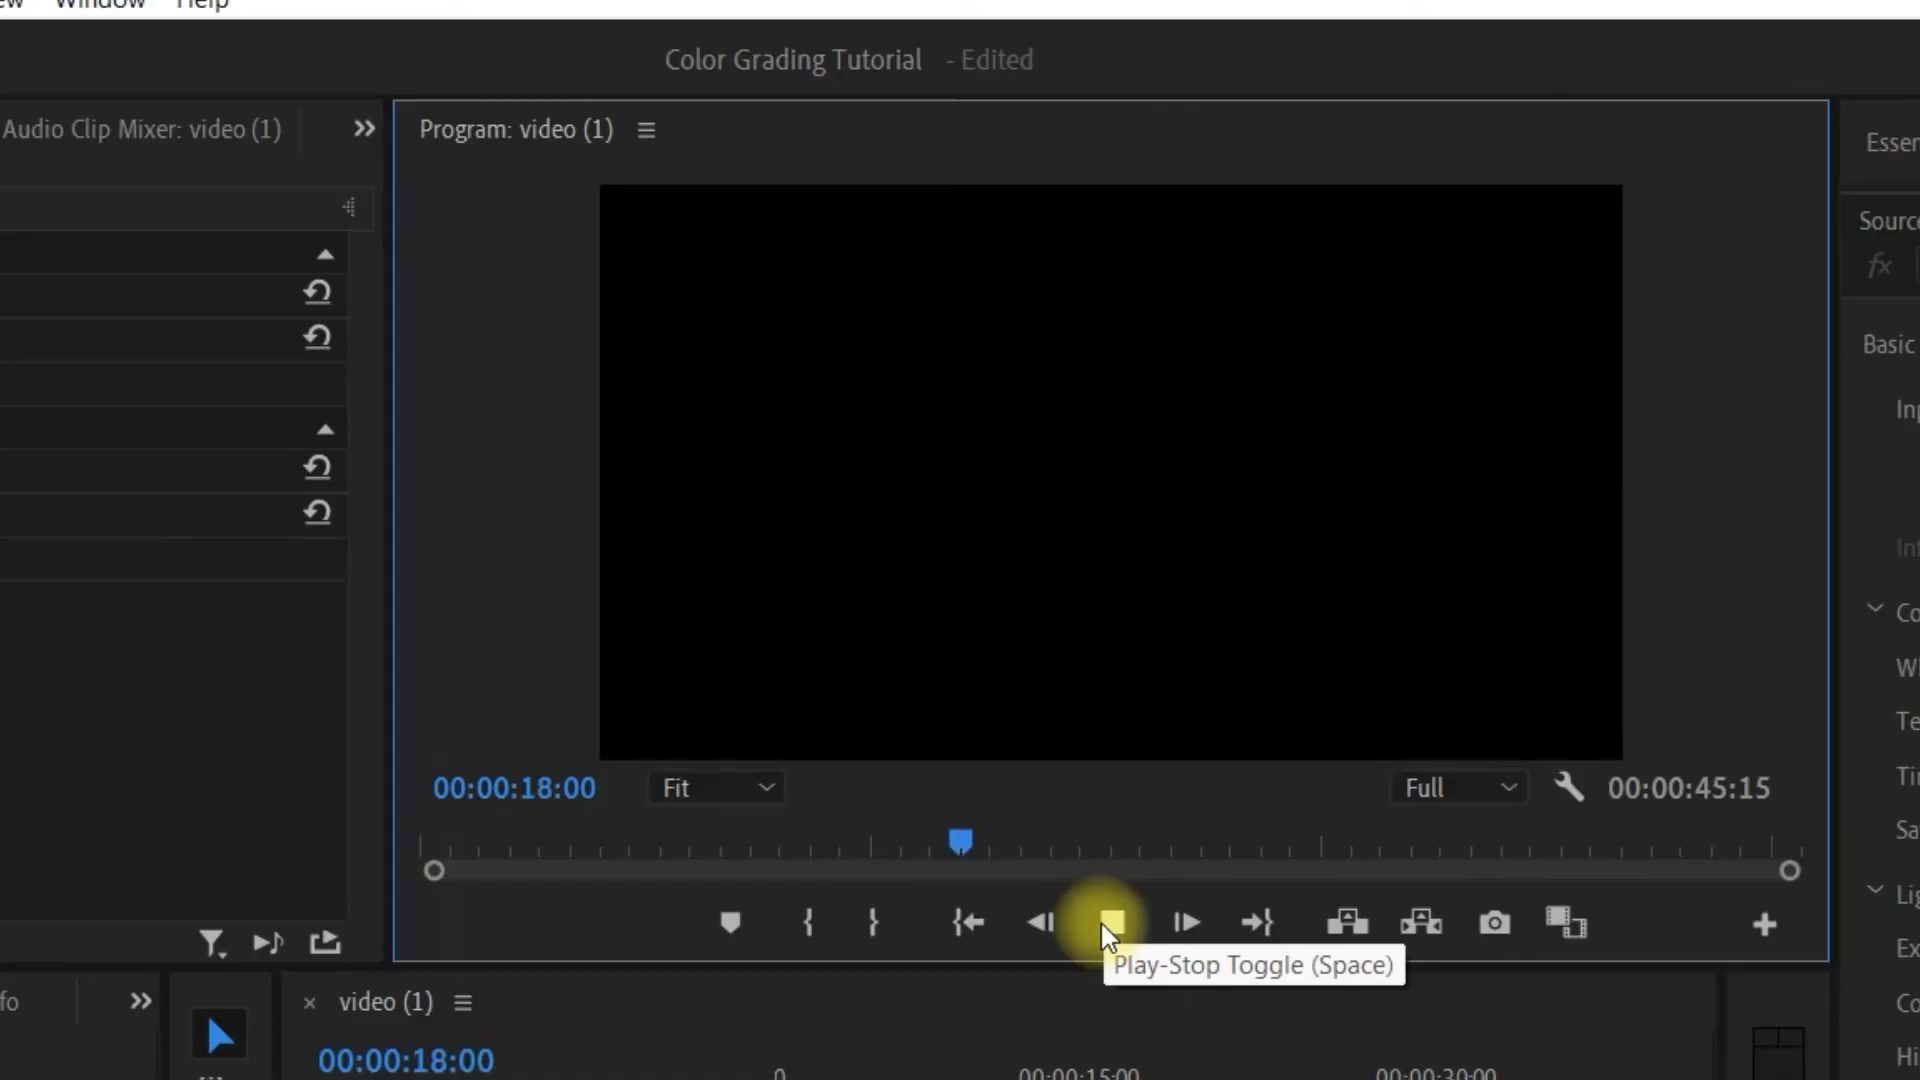 Window Help
Color Grading Tutorial - Edited
Audio Clip Mixer: video (1)
Program: video (1)
Basic
00:00:18:00
Fit
Full
00:00:45:15
Play-Stop Toggle (Space)
video (1)
00:00:18:00
0
00:00:15:00
00:00:30:00
fx